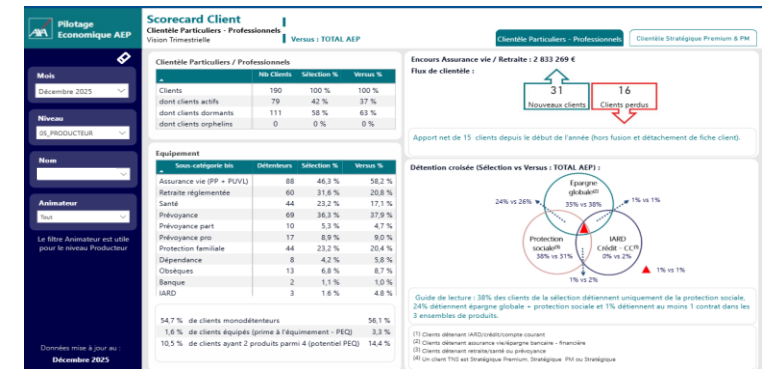 Pilotage
Economique AEP
AXA
Mois
Décembre 2025
Niveau
05_PRODUCTEUR
Nom
Animateur
Tout
Le filtre Animateur est utile
pour le niveau Producteur
Données mise à jour au :
Décembre 2025
Scorecard Client
Clientèle Particuliers - Professionnels
Vision Trimestrielle
Versus : TOTAL AEP
Clientèle Particuliers – Professionnels
Clientèle Stratégique Premium & PM
Clientèle Particuliers / Professionnels
Nb Clients Sélection % Versus %
Clients 190 100 % 100 %
dont clients actifs 79 42 % 37 %
dont clients dormants 111 58 % 63 %
dont clients orphelins 0 0 % 0 %
Equipement
Sous-catégorie bis Détenteurs Sélection % Versus %
Assurance vie (PP + PUVL) 88 46,3 % 58,2 %
Retraite réglementée 60 31,6 % 20,8 %
Santé 44 23,2 % 17,1 %
Prévoyance 69 36,3 % 37,9 %
Prévoyance part 10 5,3 % 4,7 %
Prévoyance pro 17 8,9 % 9,0 %
Protection familiale 44 23,2 % 20,4 %
Dépendance 8 4,2 % 5,8 %
Obsèques 13 6,8 % 8,7 %
Banque 2 1,1 % 1,0 %
IARD 3 1,6 % 4,8 %
54,7 % de clients monodétenteurs 56,1 %
1,6 % de clients équipés (prime à l'équimement - PEQ) 3,3 %
10,5 % de clients ayant 2 produits parmi 4 (potentiel PEQ) 14,4 %
Encours Assurance vie / Retraite : 2 833 269 €
Flux de clientèle :
31
Nouveaux clients
16
Clients perdus
Apport net de 15 clients depuis le début de l'année (hors fusion et détachement de fiche client).
Détention croisée (Sélection vs Versus : TOTAL AEP) :
Epargne
globale(2)
35% vs 38%
24% vs 26%
1% vs 1%
Protection
sociale(3)
38% vs 31%
IARD
Crédit - CC(1)
0% vs 2%
1% vs 1%
1% vs 2%
Guide de lecture : 38% des clients de la sélection détiennent uniquement de la protection sociale,
24% détiennent épargne globale + protection sociale et 1% détiennent au moins 1 contrat dans les
3 ensembles de produits.
(1) Clients détenant IARD/crédit/compte courant
(2) Clients détenant assurance vie/épargne bancaire - financière
(3) Clients détenant retraite/santé ou prévoyance
(4) Un client TNS est Stratégique Premium, Stratégique PM ou Stratégique